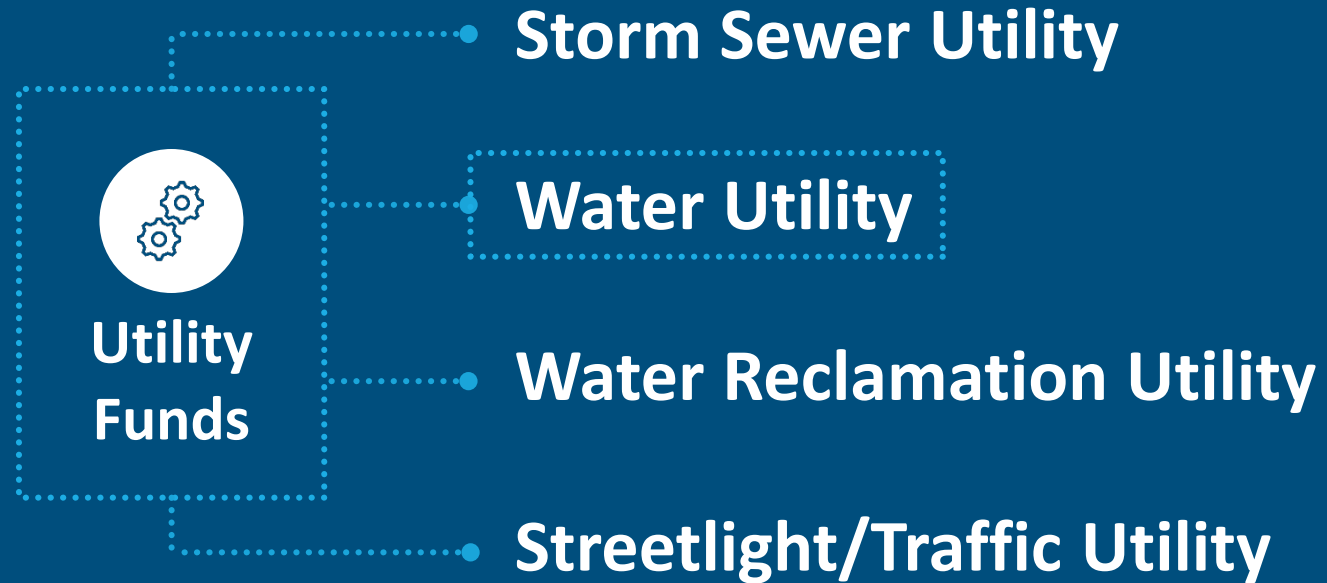 Storm Sewer Utility
Water Utility
Utility
Funds
Water Reclamation Utility
Streetlight/Traffic Utility